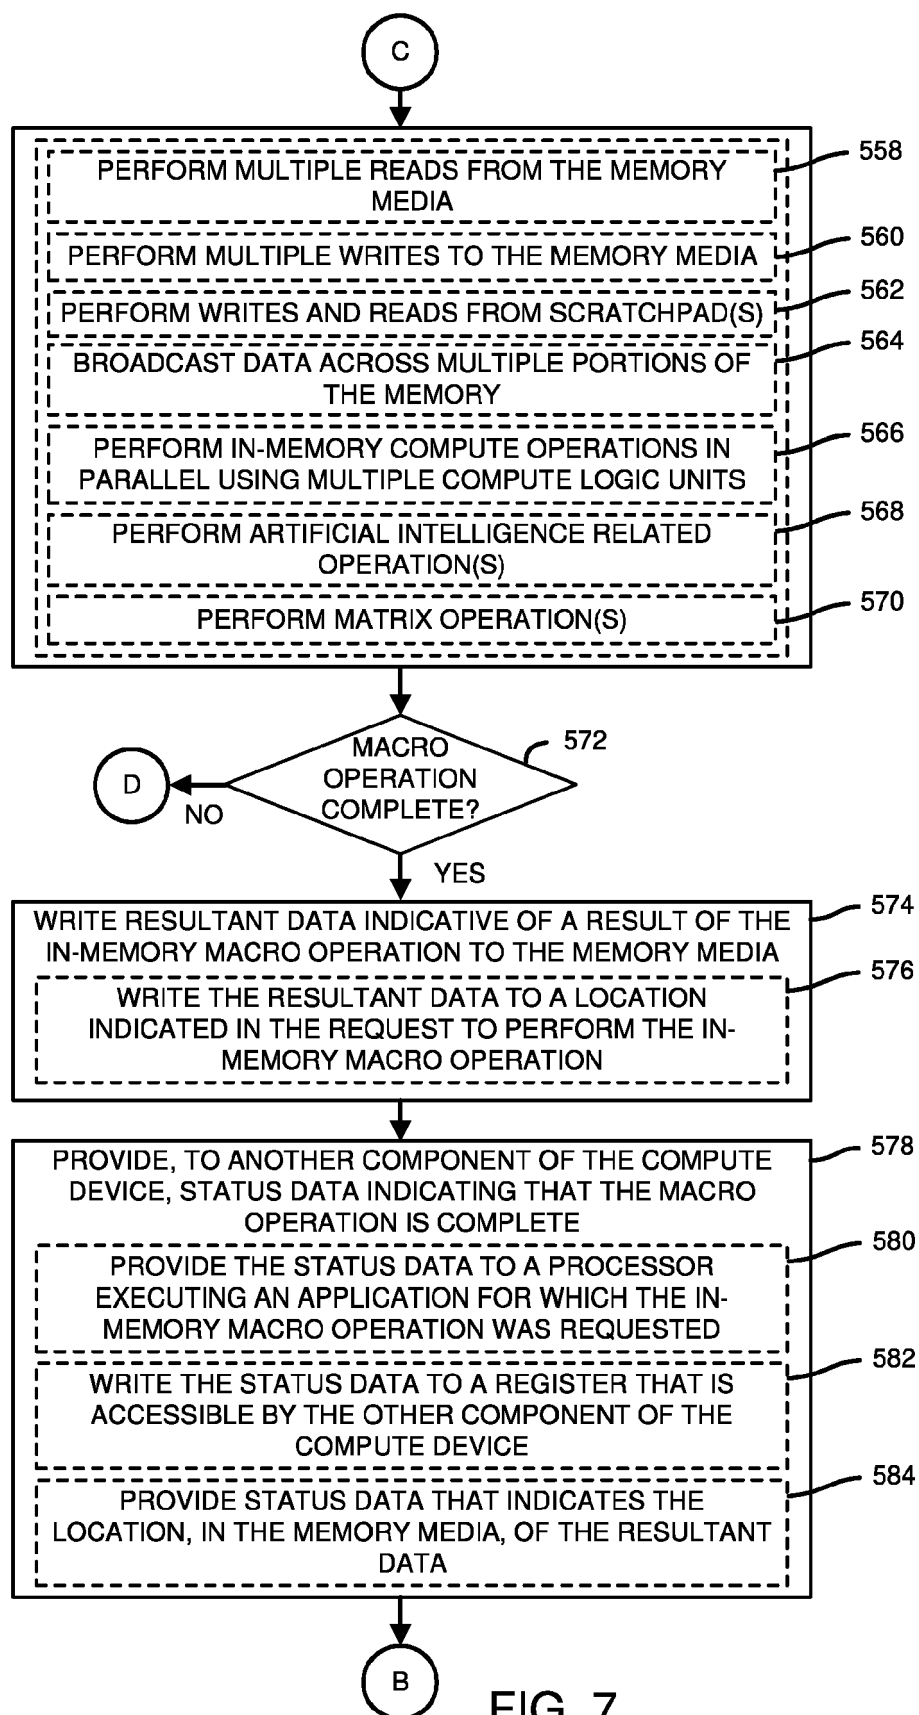 C
558
PERFORM MULTIPLE READS FROM THE MEMORY
MEDIA
560
PERFORM MULTIPLE WRITES TO THE MEMORY MEDIA
562
PERFORM WRITES AND READS FROM SCRATCHPAD(S)
564
BROADCAST DATA ACROSS MULTIPLE PORTIONS OF
THE MEMORY
566
PERFORM IN-MEMORY COMPUTE OPERATIONS IN
PARALLEL USING MULTIPLE COMPUTE LOGIC UNITS
568
PERFORM ARTIFICIAL INTELLIGENCE RELATED
OPERATION(S)
570
PERFORM MATRIX OPERATION(S)
572
MACRO
OPERATION
COMPLETE?
D
NO
YES
574
WRITE RESULTANT DATA INDICATIVE OF A RESULT OF THE
IN-MEMORY MACRO OPERATION TO THE MEMORY MEDIA
576
WRITE THE RESULTANT DATA TO A LOCATION
INDICATED IN THE REQUEST TO PERFORM THE IN-
MEMORY MACRO OPERATION
578
PROVIDE, TO ANOTHER COMPONENT OF THE COMPUTE
DEVICE, STATUS DATA INDICATING THAT THE MACRO
OPERATION IS COMPLETE
580
PROVIDE THE STATUS DATA TO A PROCESSOR
EXECUTING AN APPLICATION FOR WHICH THE IN-
MEMORY MACRO OPERATION WAS REQUESTED
582
WRITE THE STATUS DATA TO A REGISTER THAT IS
ACCESSIBLE BY THE OTHER COMPONENT OF THE
COMPUTE DEVICE
584
PROVIDE STATUS DATA THAT INDICATES THE
LOCATION, IN THE MEMORY MEDIA, OF THE RESULTANT
DATA
B
FIG. 7